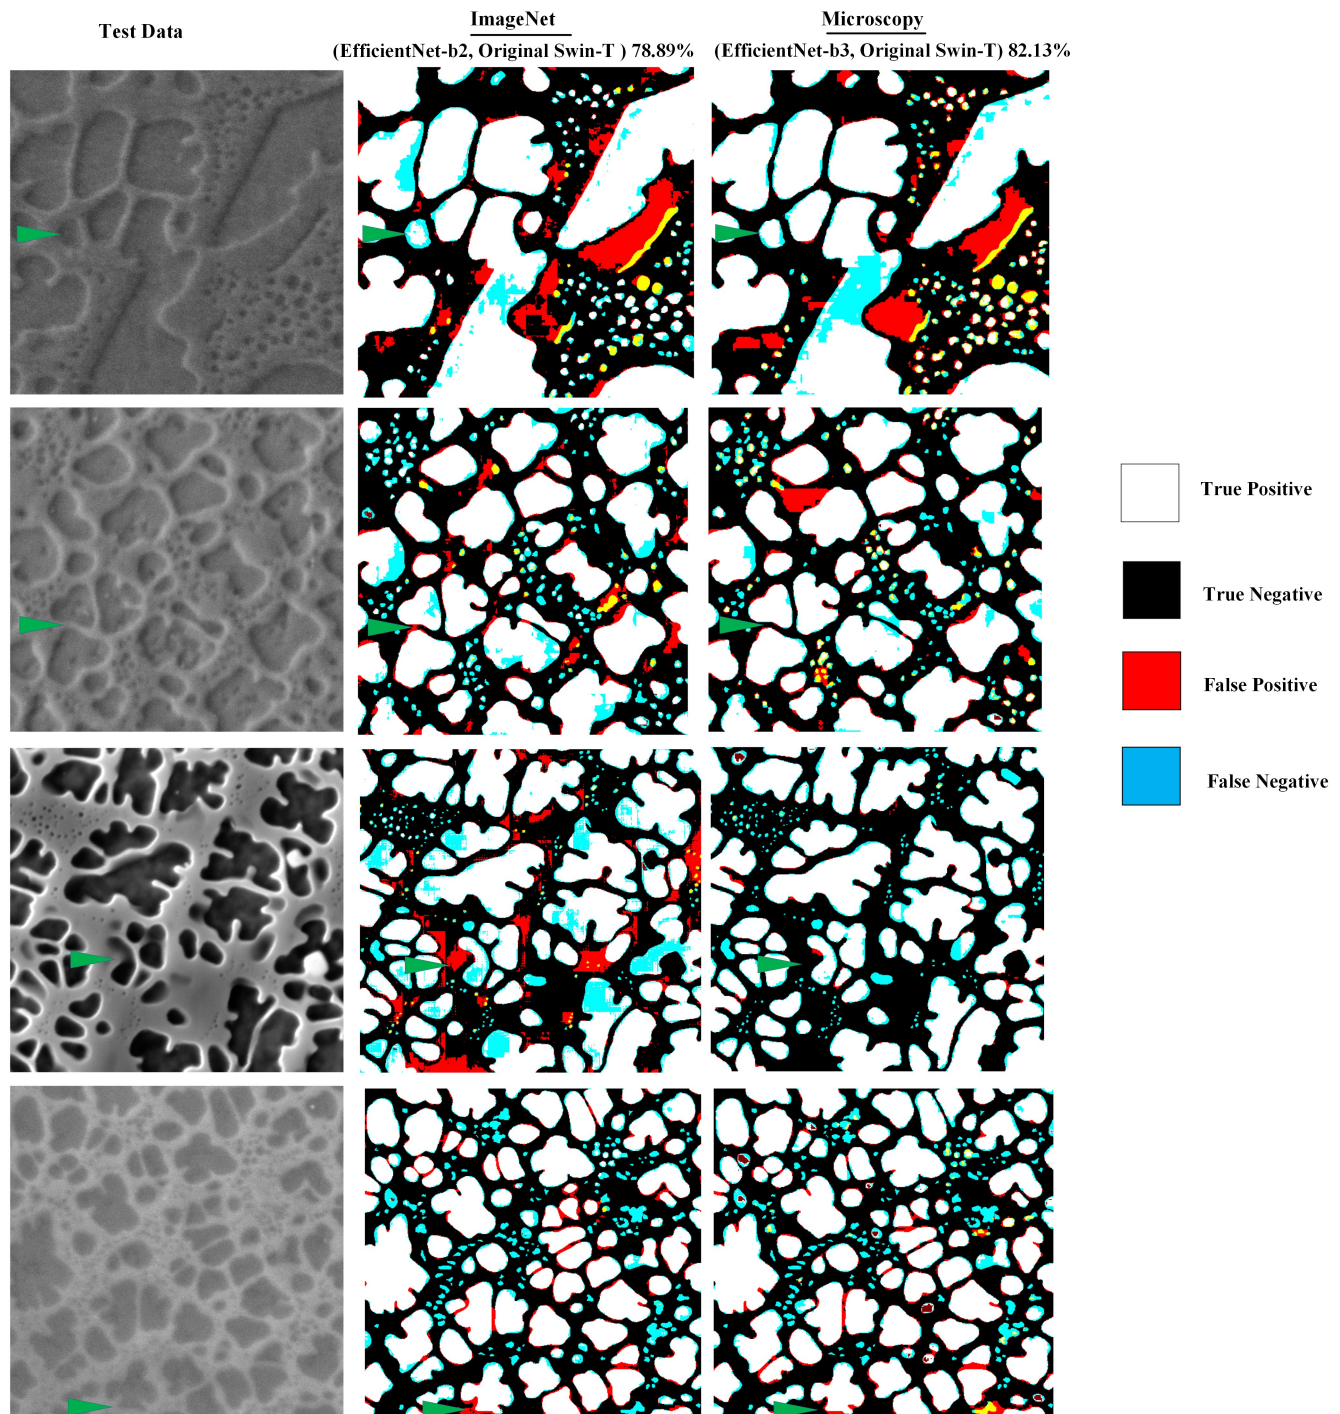 Test Data
ImageNet
(EfficientNet-b2, Original Swin-T ) 78.89%
Microscopy
(EfficientNet-b3, Original Swin-T) 82.13%
True Positive
True Negative
False Positive
False Negative